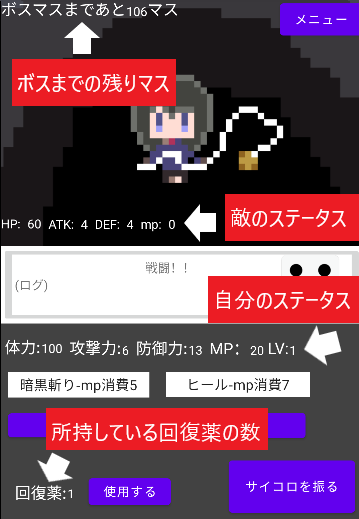 ボスマスまであと106マス
メニュー
ボスまでの残りマス
HP: 60 ATK: 4 DEF: 4 mp: 0
敵のステータス
戦闘！！
(ログ)
自分のステータス
体力:100 攻撃力:6 防御力:13 MP: 20 LV:1
暗黒斬り-mp消費5
ヒール-mp消費7
所持している回復薬の数
回復薬:1
使用する
サイコロを振る